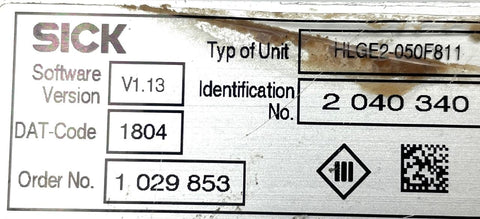 SICK
Typ of Unit HLGE2-050F811
Software Version V1.13
Identification No. 2 040 340
DAT-Code 1804
Order No. 1 029 853